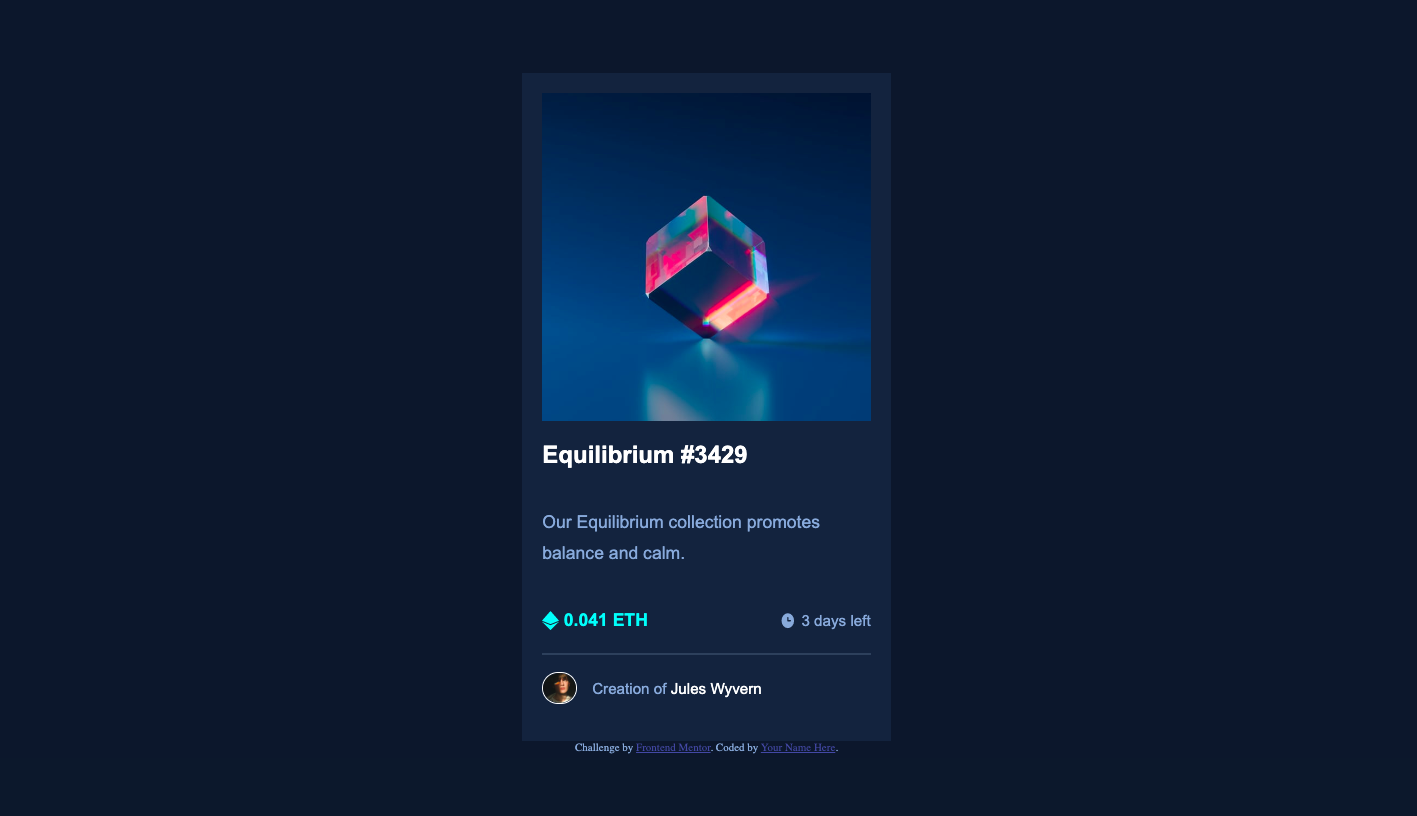 Equilibrium #3429
Our Equilibrium collection promotes
balance and calm.
0.041 ETH
3 days left
Creation of Jules Wyvern
Challenge by Frontend Mentor. Coded by Your Name Here.